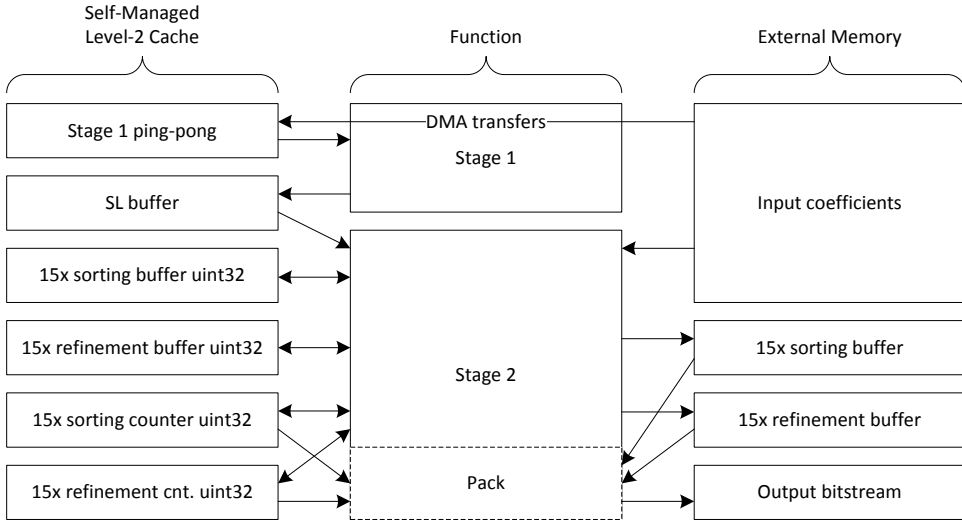 Self-Managed
Level-2 Cache
Function
External Memory
Stage 1 ping-pong
DMA transfers
Stage 1
SL buffer
Input coefficients
15x sorting buffer uint32
15x refinement buffer uint32
Stage 2
15x sorting buffer
15x sorting counter uint32
15x refinement buffer
15x refinement cnt. uint32
Pack
Output bitstream